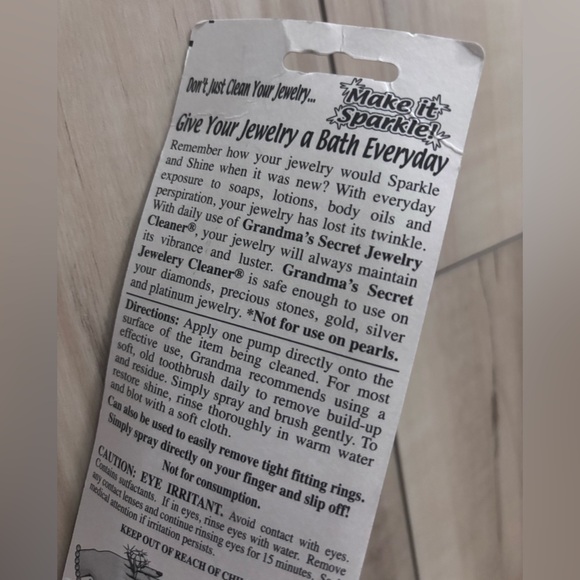 Don't Just Clean Your Jewelry...
Make it
Sparkle!
Give Your Jewelry a Bath Everyday
Remember how your jewelry would Sparkle
and Shine when it was new? With everyday
exposure to soaps, lotions, body oils and
perspiration, your jewelry has lost its twinkle.
With daily use of Grandma's Secret Jewelry
Cleaner®, your jewelry will always maintain
its vibrance and luster. Grandma's Secret
Jewelery Cleaner® is safe enough to use on
your diamonds, precious stones, gold, silver
and platinum jewelry. *Not for use on pearls.
Directions: Apply one pump directly onto the
surface of the item being cleaned. For most
effective use, Grandma recommends using a
soft, old toothbrush daily to remove build-up
and residue. Simply spray and brush gently. To
restore shine, rinse thoroughly in warm water
and blot with a soft cloth.
Can also be used to easily remove tight fitting rings.
Simply spray directly on your finger and slip off!
Not for consumption.
CAUTION: EYE IRRITANT. Avoid contact with eyes.
Contains surfactants. If in eyes, rinse eyes with water. Remove
any contact lenses and continue rinsing eyes for 15 minutes.
medical attention if irritation persists.
KEEP OUT OF REACH OF